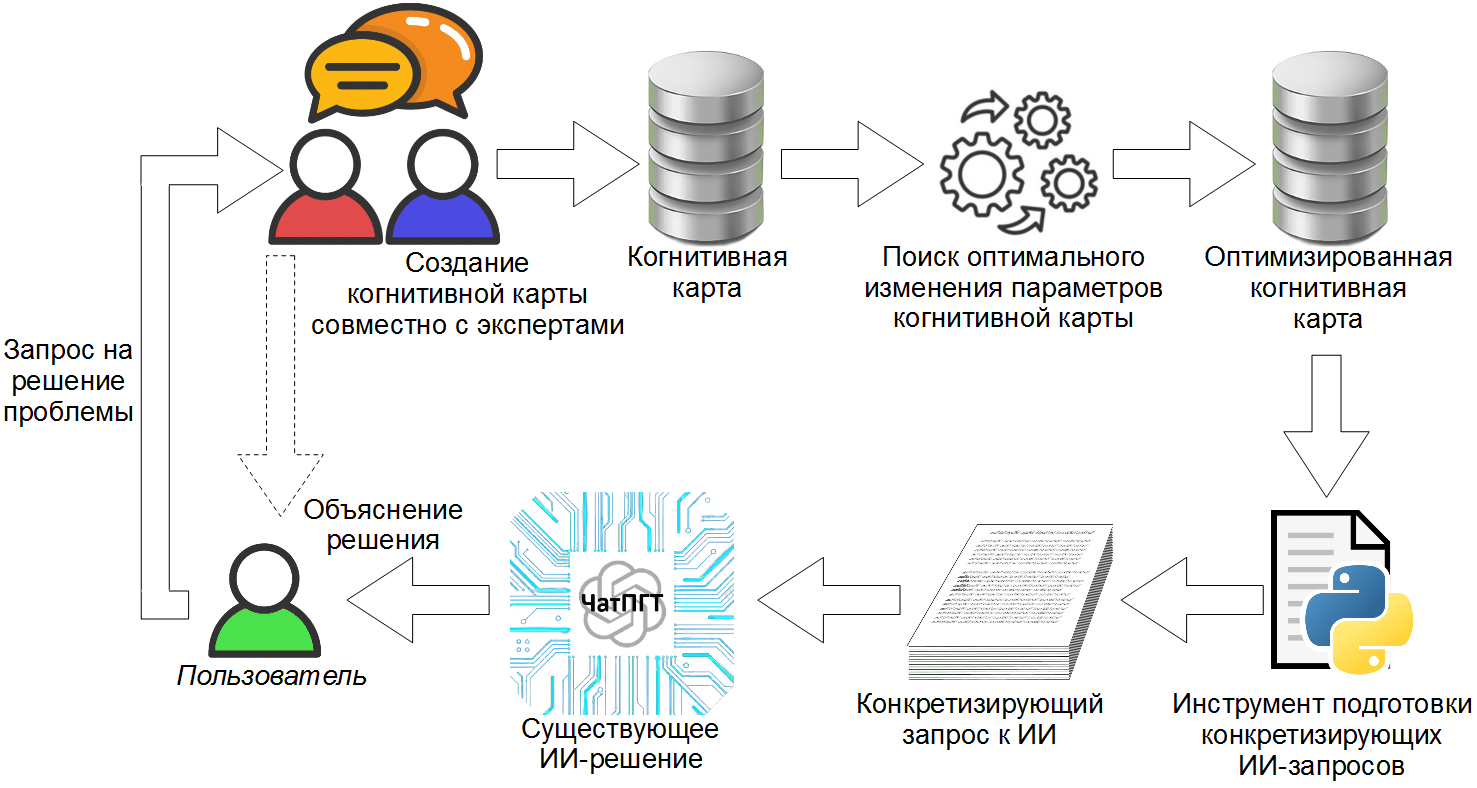 Создание
когнитивной карты
совместно с экспертами
Когнитивная
карта
Поиск оптимального
изменения параметров
когнитивной карты
Оптимизированная
когнитивная
карта
Запрос на
решение
проблемы
Объяснение
решения
Пользователь
ЧатПГТ
Существующее
ИИ-решение
Конкретизирующий
запрос к ИИ
Инструмент подготовки
конкретизирующих
ИИ-запросов